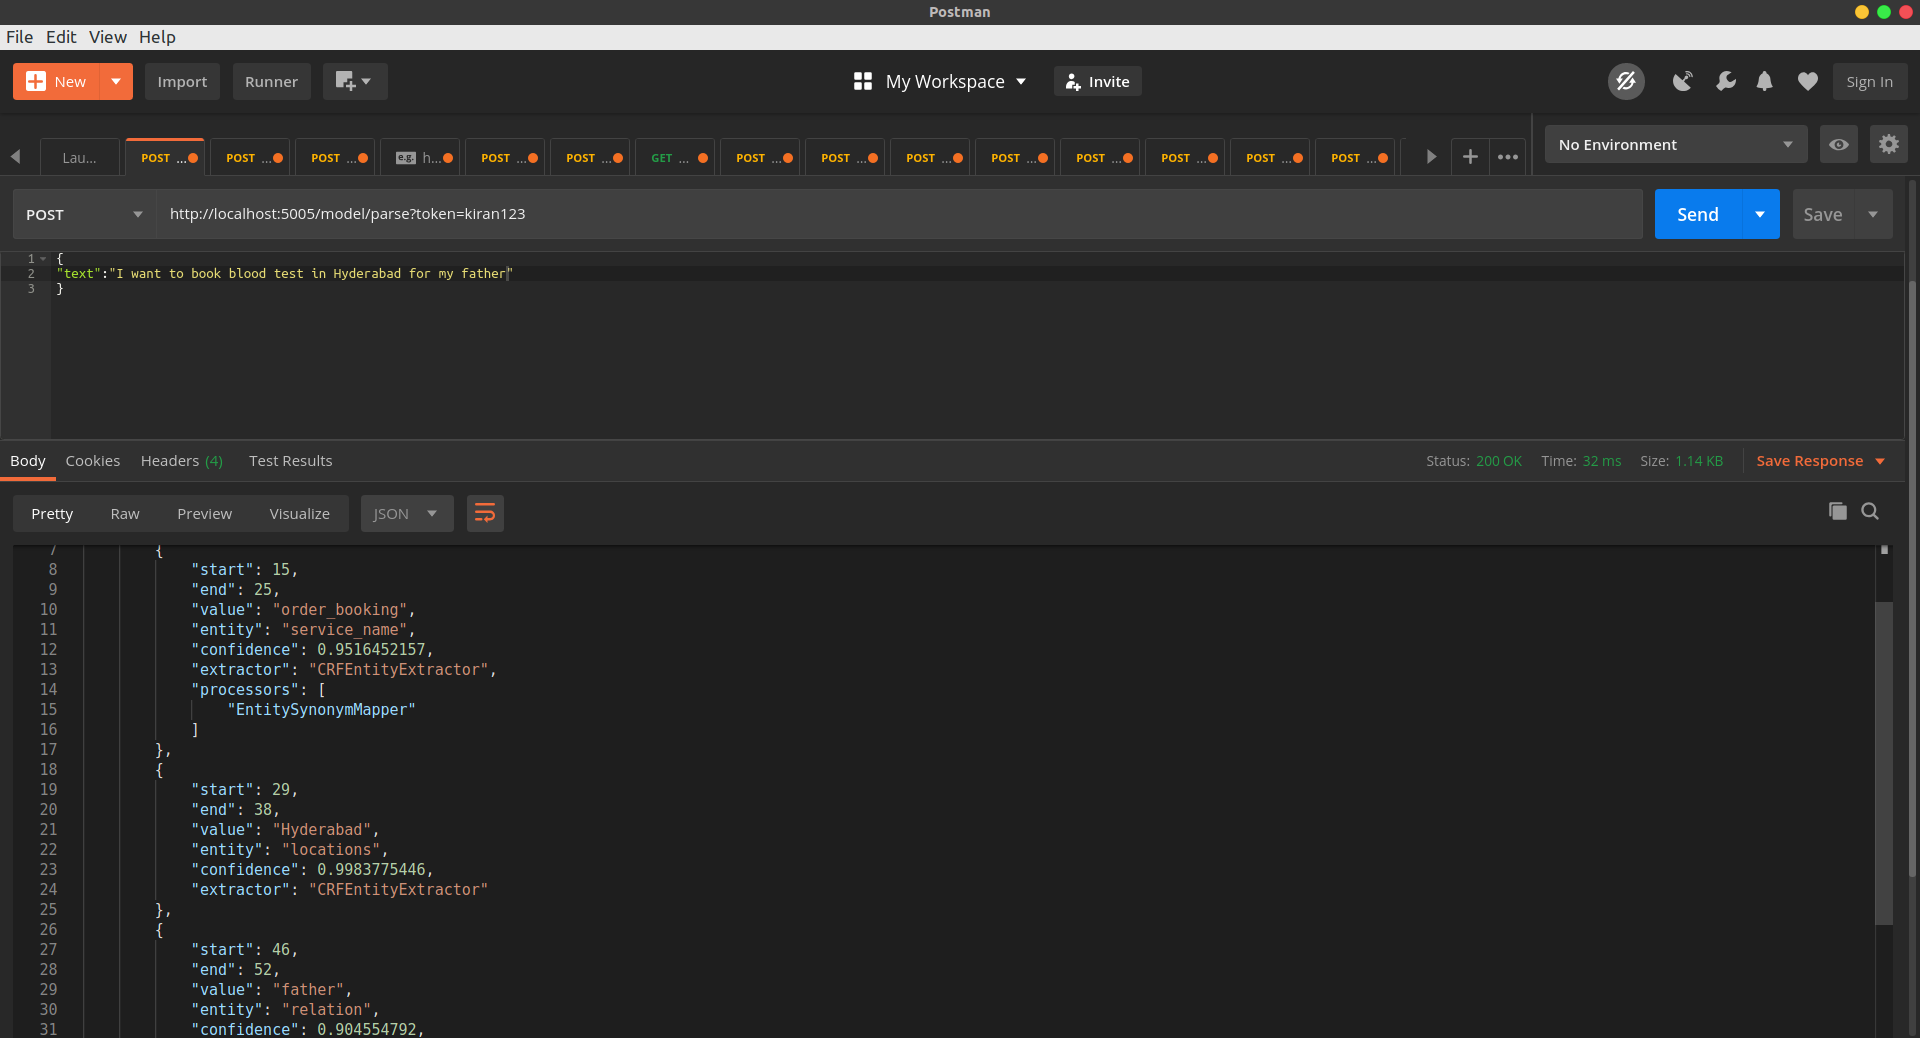 Postman
File Edit View Help
New Import Runner My Workspace Invite Sign In
Lau... POST ... POST ... POST ... e.g. h... POST ... POST ... GET ... POST ... POST ... POST ... POST ... POST ... POST ... POST ... POST ... No Environment
POST http://localhost:5005/model/parse?token=kiran123 Send Save
1 {
2 "text":"I want to book blood test in Hyderabad for my father"
3 }
Body Cookies Headers (4) Test Results Status: 200 OK Time: 32 ms Size: 1.14 KB Save Response
Pretty Raw Preview Visualize JSON
7 {
8 "start": 15,
9 "end": 25,
10 "value": "order_booking",
11 "entity": "service_name",
12 "confidence": 0.9516452157,
13 "extractor": "CRFEntityExtractor",
14 "processors": [
15 "EntitySynonymMapper"
16 ]
17 },
18 {
19 "start": 29,
20 "end": 38,
21 "value": "Hyderabad",
22 "entity": "locations",
23 "confidence": 0.9983775446,
24 "extractor": "CRFEntityExtractor"
25 },
26 {
27 "start": 46,
28 "end": 52,
29 "value": "father",
30 "entity": "relation",
31 "confidence": 0.904554792,